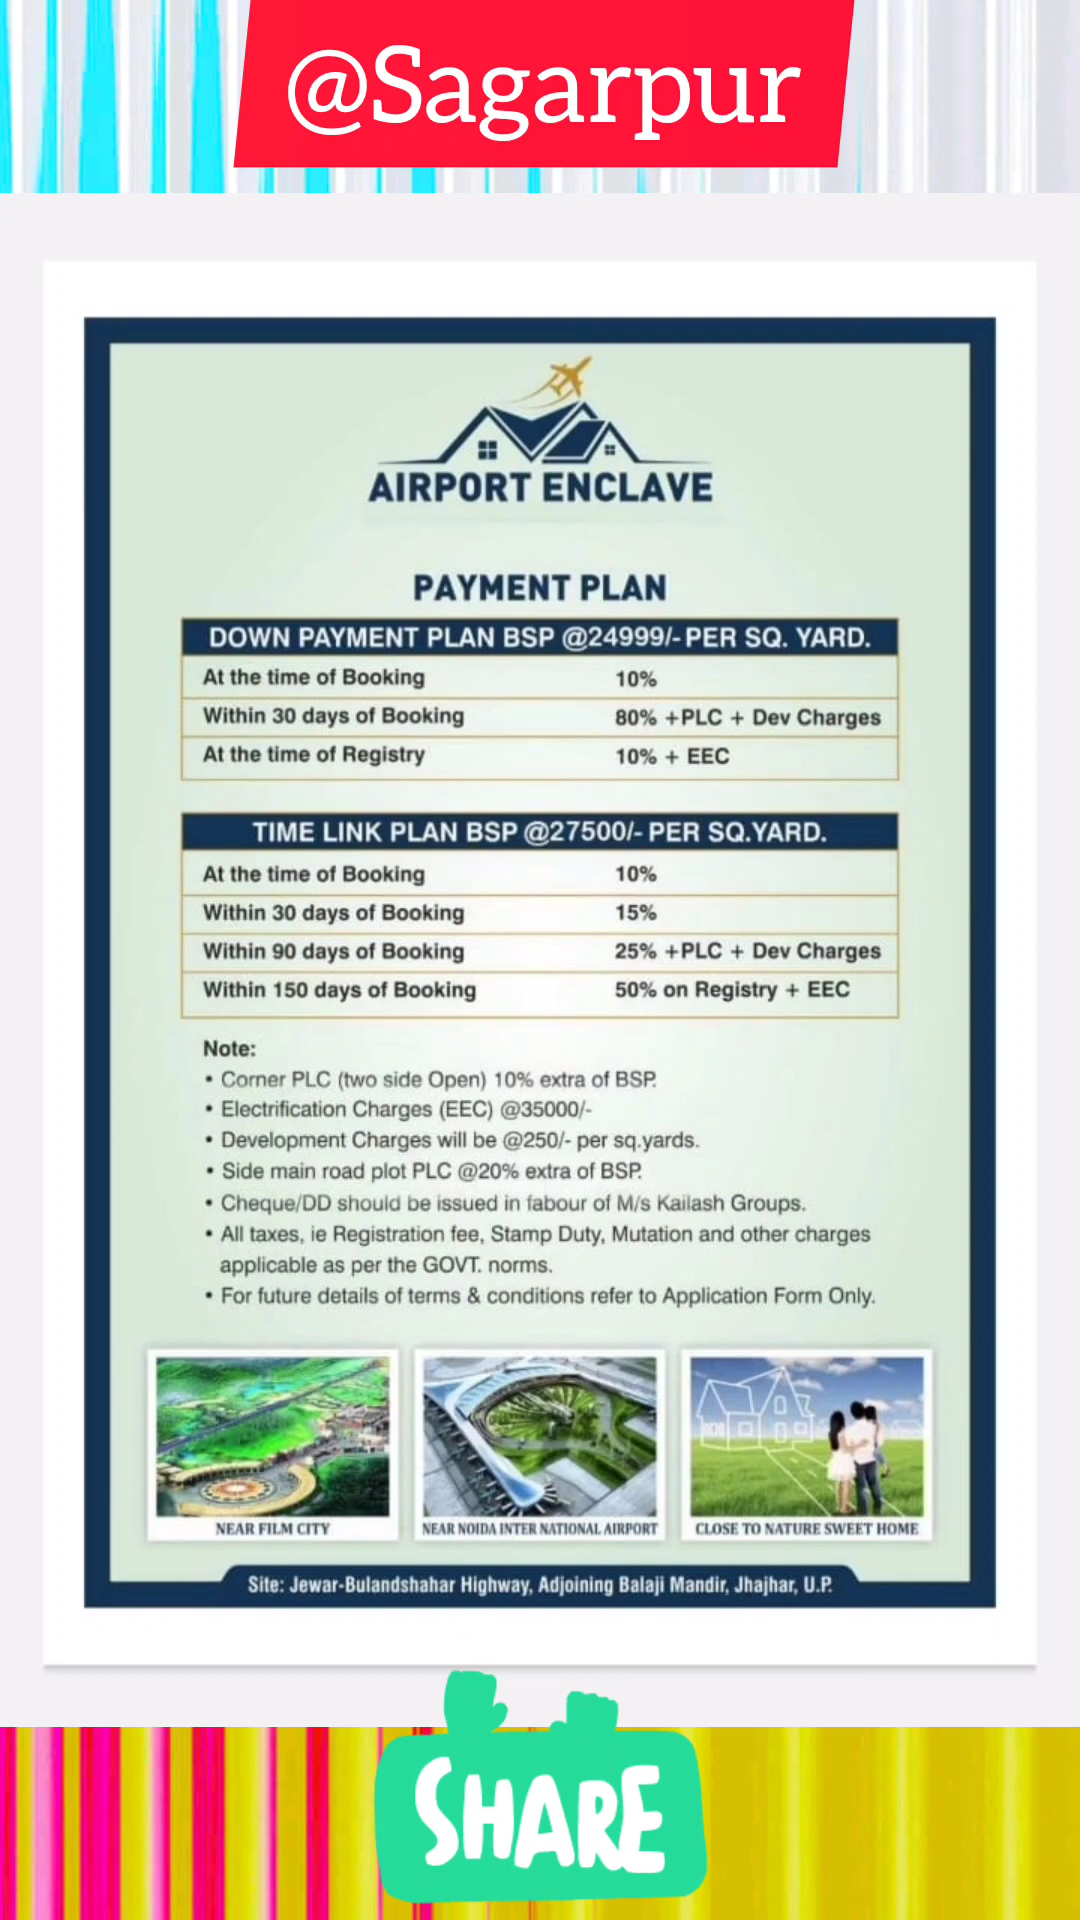 @Sagarpur
AIRPORT ENCLAVE
PAYMENT PLAN
DOWN PAYMENT PLAN BSP @24999/- PER SQ. YARD.
At the time of Booking 10%
Within 30 days of Booking 80% +PLC + Dev Charges
At the time of Registry 10% + EEC
TIME LINK PLAN BSP @27500/- PER SQ.YARD.
At the time of Booking 10%
Within 30 days of Booking 15%
Within 90 days of Booking 25% +PLC + Dev Charges
Within 150 days of Booking 50% on Registry + EEC
Note:
• Corner PLC (two side Open) 10% extra of BSP.
• Electrification Charges (EEC) @35000/-
• Development Charges will be @250/- per sq.yards.
• Side main road plot PLC @20% extra of BSP.
• Cheque/DD should be issued in fabour of M/s Kailash Groups.
• All taxes, ie Registration fee, Stamp Duty, Mutation and other charges
applicable as per the GOVT. norms.
• For future details of terms & conditions refer to Application Form Only.
NEAR FILM CITY
NEAR NOIDA INTER NATIONAL AIRPORT
CLOSE TO NATURE SWEET HOME
Site: Jewar-Bulandshahar Highway, Adjoining Balaji Mandir, Jhajhar, U.P.
SHARE